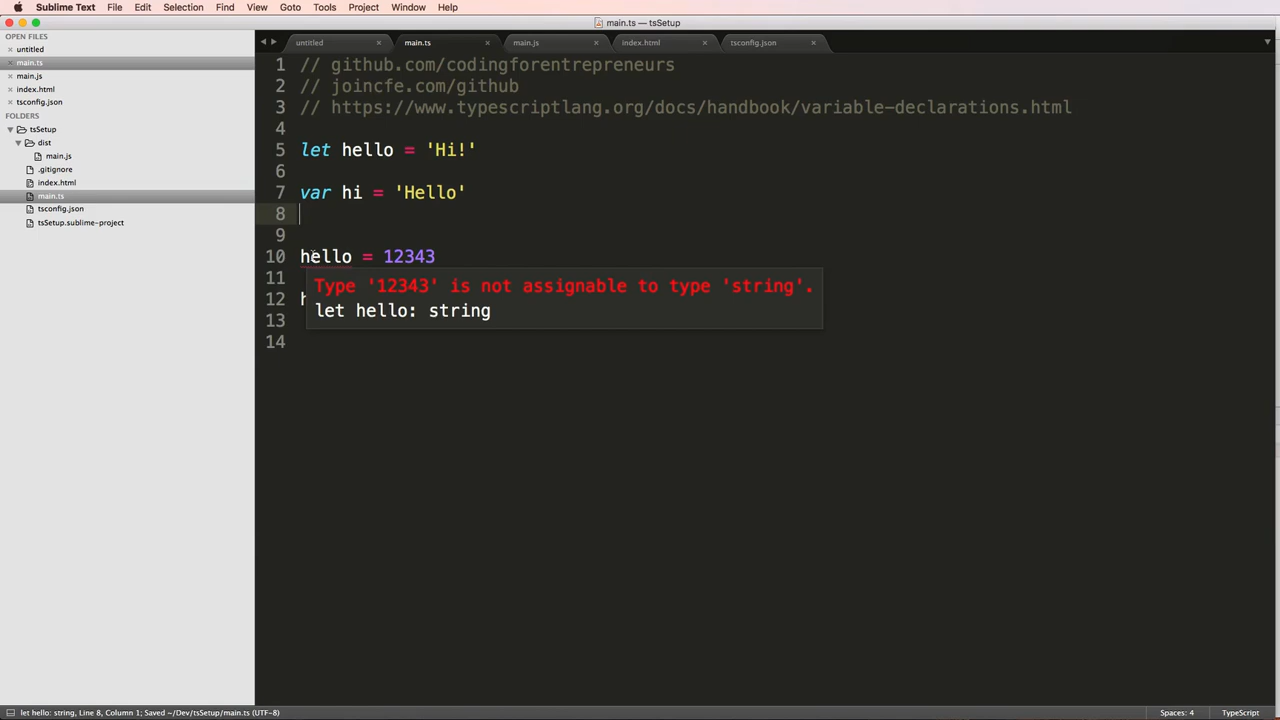 Sublime Text File Edit Selection Find View Goto Tools Project Window Help
main.ts — tsSetup
OPEN FILES
untitled
main.ts
main.js
index.html
tsconfig.json
FOLDERS
tsSetup
dist
main.js
.gitignore
index.html
main.ts
tsconfig.json
tsSetup.sublime-project
untitled main.ts main.js index.html tsconfig.json
1 // github.com/codingforentrepreneurs
2 // joincfe.com/github
3 // https://www.typescriptlang.org/docs/handbook/variable-declarations.html
4
5 let hello = 'Hi!'
6
7 var hi = 'Hello'
8
9
10 hello = 12343
11
Type '12343' is not assignable to type 'string'.
12 h
let hello: string
13
14
let hello: string, Line 8, Column 1; Saved ~/Dev/tsSetup/main.ts (UTF-8)
Spaces: 4 TypeScript